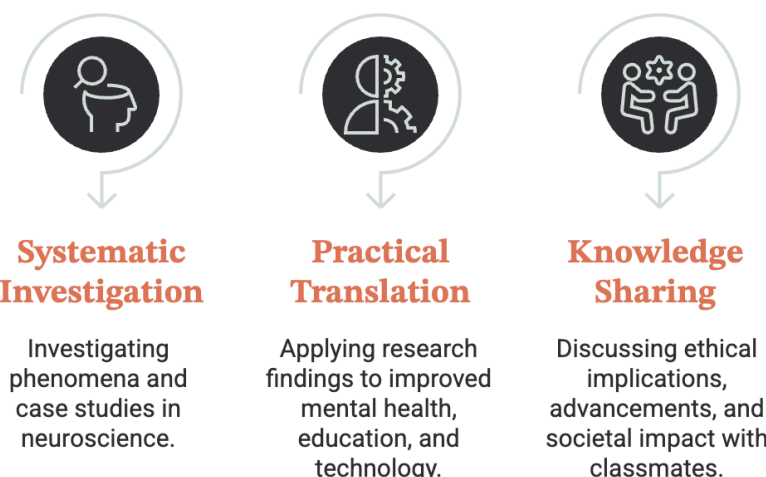 Systematic
Investigation
Investigating
phenomena and
case studies in
neuroscience.
Practical
Translation
Applying research
findings to improved
mental health,
education, and
technology.
Knowledge
Sharing
Discussing ethical
implications,
advancements, and
societal impact with
classmates.